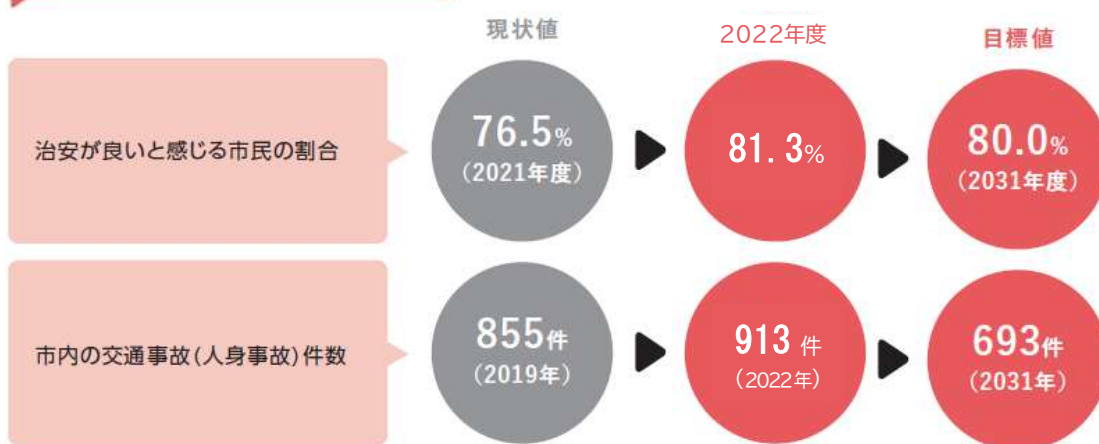 現状値
2022年度
目標値
治安が良いと感じる市民の割合
76.5%
(2021年度)
81.3%
80.0%
(2031年度)
市内の交通事故(人身事故)件数
855件
(2019年)
913 件
(2022年)
693件
(2031年)